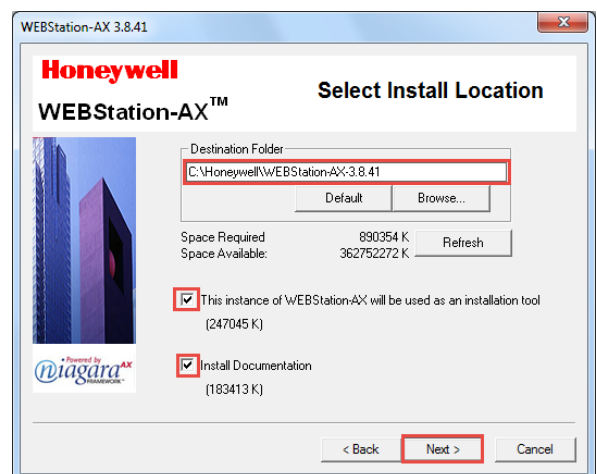 WEBStation-AX 3.8.41
x
Honeywell
WEBStation-AX™
Select Install Location
Destination Folder
C:\Honeywell\WEBStation-AX-3.8.41
Default
Browse...
Space Required 890354 K
Space Available: 362752272 K
Refresh
This instance of WEBStation-AX will be used as an installation tool
(247045 K)
Install Documentation
(183413 K)
Powered by
niagara AX
FRAMEWORK
< Back
Next >
Cancel